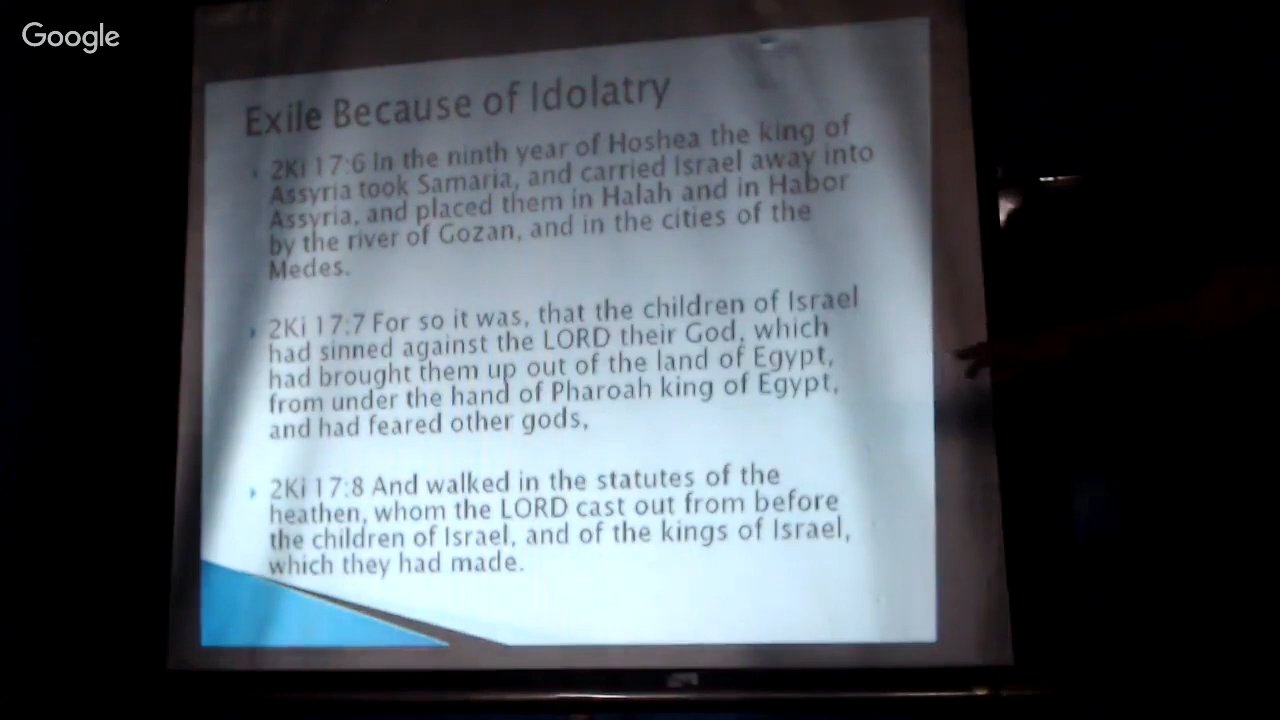 Google
Exile Because of Idolatry
2Ki 17:6 In the ninth year of Hoshea the king of
Assyria took Samaria, and carried Israel away into
Assyria, and placed them in Halah and in Habor
by the river of Gozan, and in the cities of the
Medes.
2Ki 17:7 For so it was, that the children of Israel
had sinned against the LORD their God, which
had brought them up out of the land of Egypt,
from under the hand of Pharoah king of Egypt,
and had feared other gods,
2Ki 17:8 And walked in the statutes of the
heathen, whom the LORD cast out from before
the children of Israel, and of the kings of Israel,
which they had made.